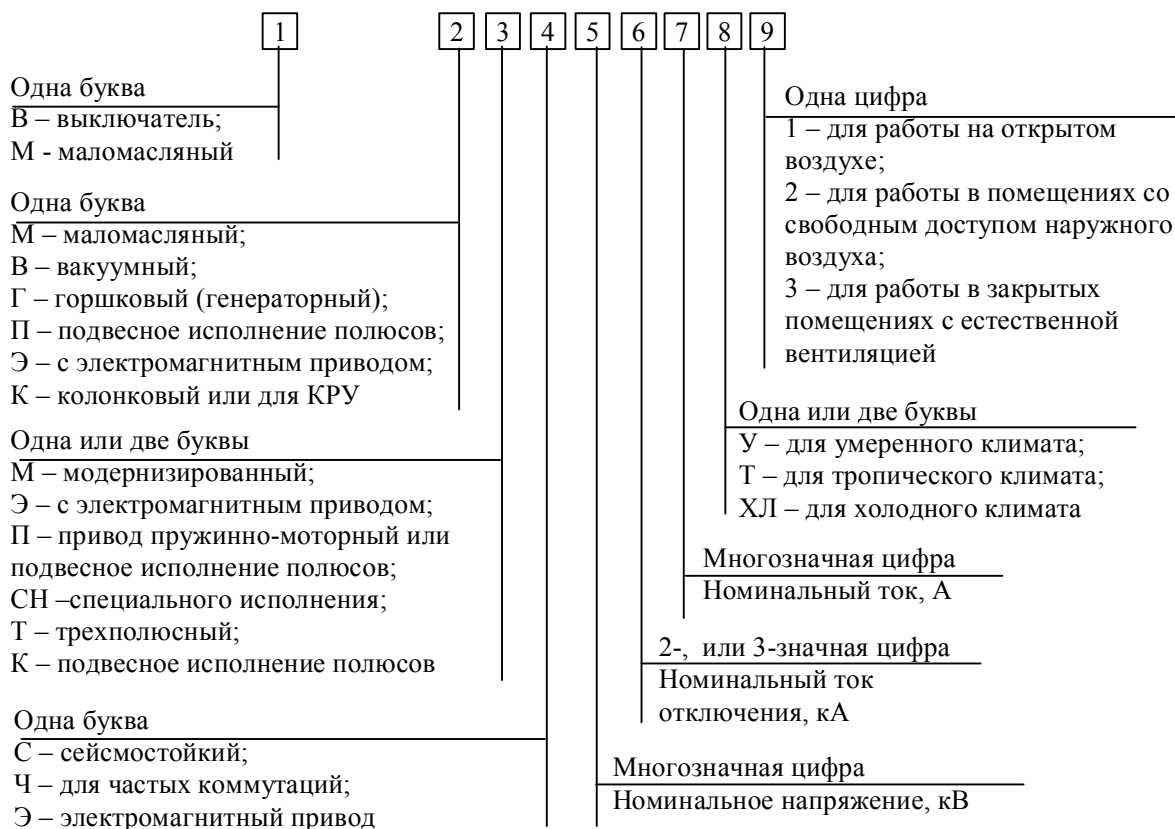 1 2 3 4 5 6 7 8 9
Одна буква
В – выключатель;
М - маломасляный
Одна буква
М – маломасляный;
В – вакуумный;
Г – горшковый (генераторный);
П – подвесное исполнение полюсов;
Э – с электромагнитным приводом;
К – колонковый или для КРУ
Одна или две буквы
М – модернизированный;
Э – с электромагнитным приводом;
П – привод пружинно-моторный или
подвесное исполнение полюсов;
СН –специального исполнения;
Т – трехполюсный;
К – подвесное исполнение полюсов
Одна буква
С – сейсмостойкий;
Ч – для частых коммутаций;
Э – электромагнитный привод
Одна цифра
1 – для работы на открытом
воздухе;
2 – для работы в помещениях со
свободным доступом наружного
воздуха;
3 – для работы в закрытых
помещениях с естественной
вентиляцией
Одна или две буквы
У – для умеренного климата;
Т – для тропического климата;
ХЛ – для холодного климата
Многозначная цифра
Номинальный ток, А
2-, или 3-значная цифра
Номинальный ток
отключения, кА
Многозначная цифра
Номинальное напряжение, кВ